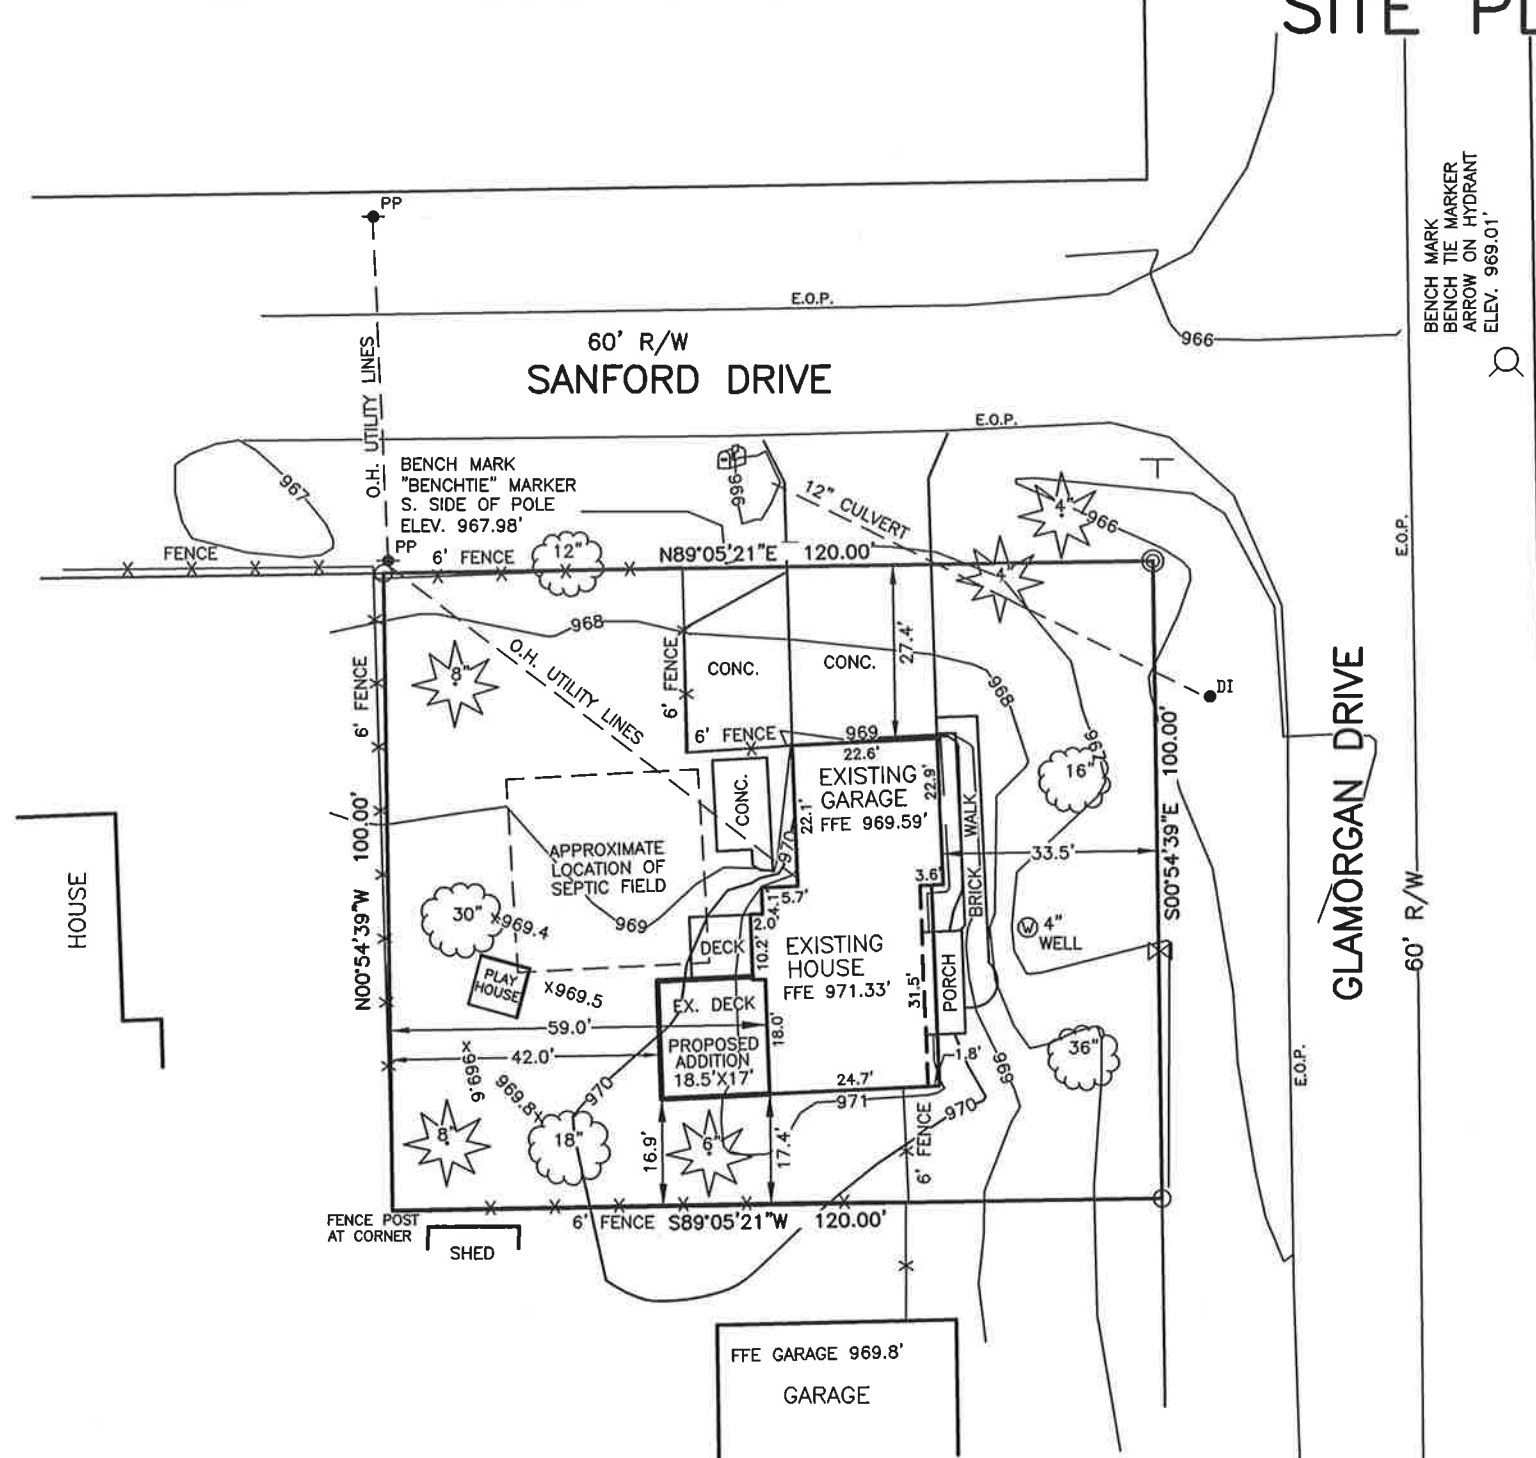 SITE
PP
BENCH MARK
BENCH TIE MARKER
ARROW ON HYDRANT
ELEV. 969.01'
E.O.P.
966
60' R/W
SANFORD DRIVE
O.H. UTILITY LINES
E.O.P.
967
BENCH MARK
"BENCHTIE" MARKER
S. SIDE OF POLE
ELEV. 967.98'
966
12" CULVERT
4"
966
E.O.P.
FENCE
PP
6' FENCE
12"
N89°05'21"E 120.00'
4"
968
27.4'
6' FENCE
8"
O.H. UTILITY LINES
6' FENCE
CONC.
CONC.
968
DI
6' FENCE
969
22.6'
967
EXISTING
GARAGE
FFE 969.59'
22.9'
22.1'
CONC.
16"
S00°54'39"E 100.00'
GLAMORGAN DRIVE
60' R/W
N00°54'39"W 100.00'
APPROXIMATE
LOCATION OF
SEPTIC FIELD
970
BRICK WALK
33.5'
3.6'
5.7'
4.1'
2.0'
HOUSE
30"
X969.4
969
DECK
10.2'
EXISTING
HOUSE
FFE 971.33'
31.5'
PORCH
W
4"
WELL
PLAY
HOUSE
X969.5
EX. DECK
59.0'
18.0'
PROPOSED
ADDITION
18.5'X17'
42.0'
X969.6
969.8X
970
24.7'
971
1.8'
969
970
36"
E.O.P.
8"
18"
16.9'
6"
17.4'
6' FENCE
FENCE POST
AT CORNER
SHED
6' FENCE
S89°05'21"W 120.00'
FFE GARAGE 969.8'
GARAGE